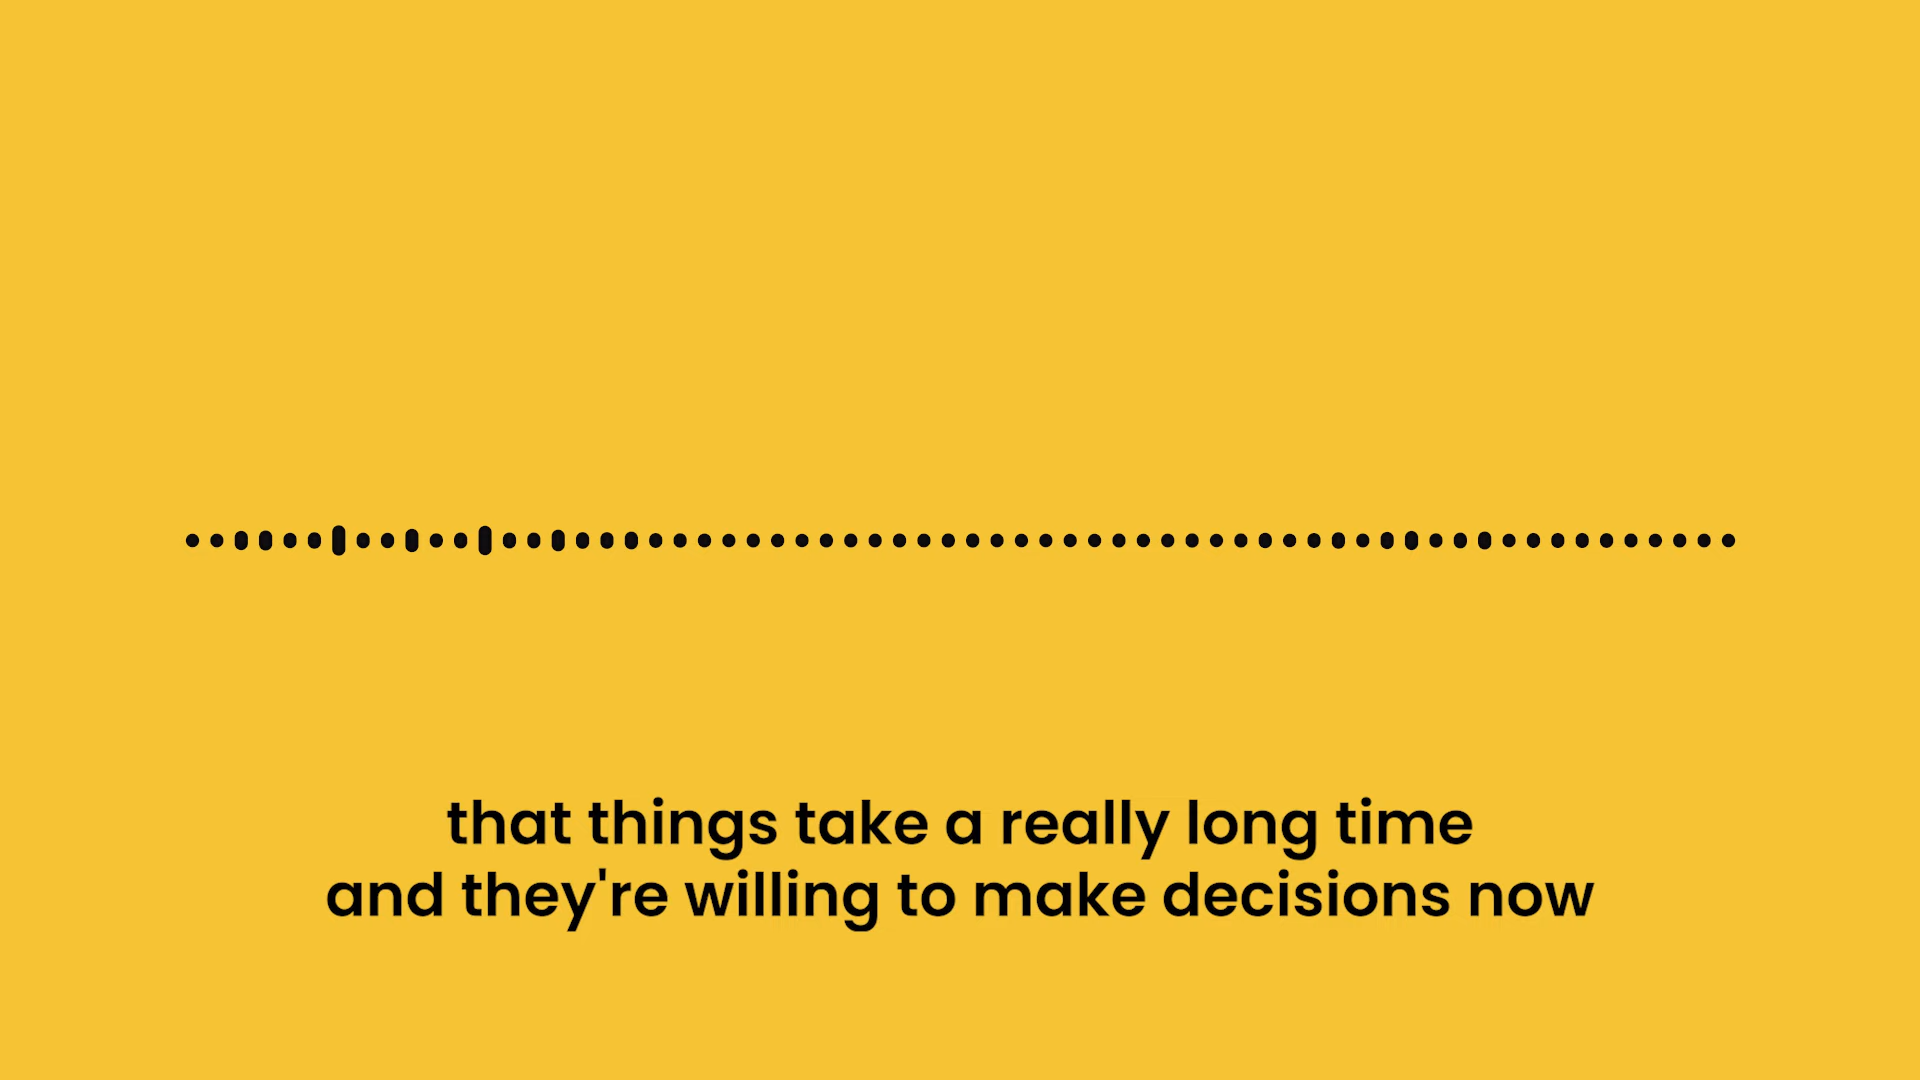 that things take a really long time
and they're willing to make decisions now